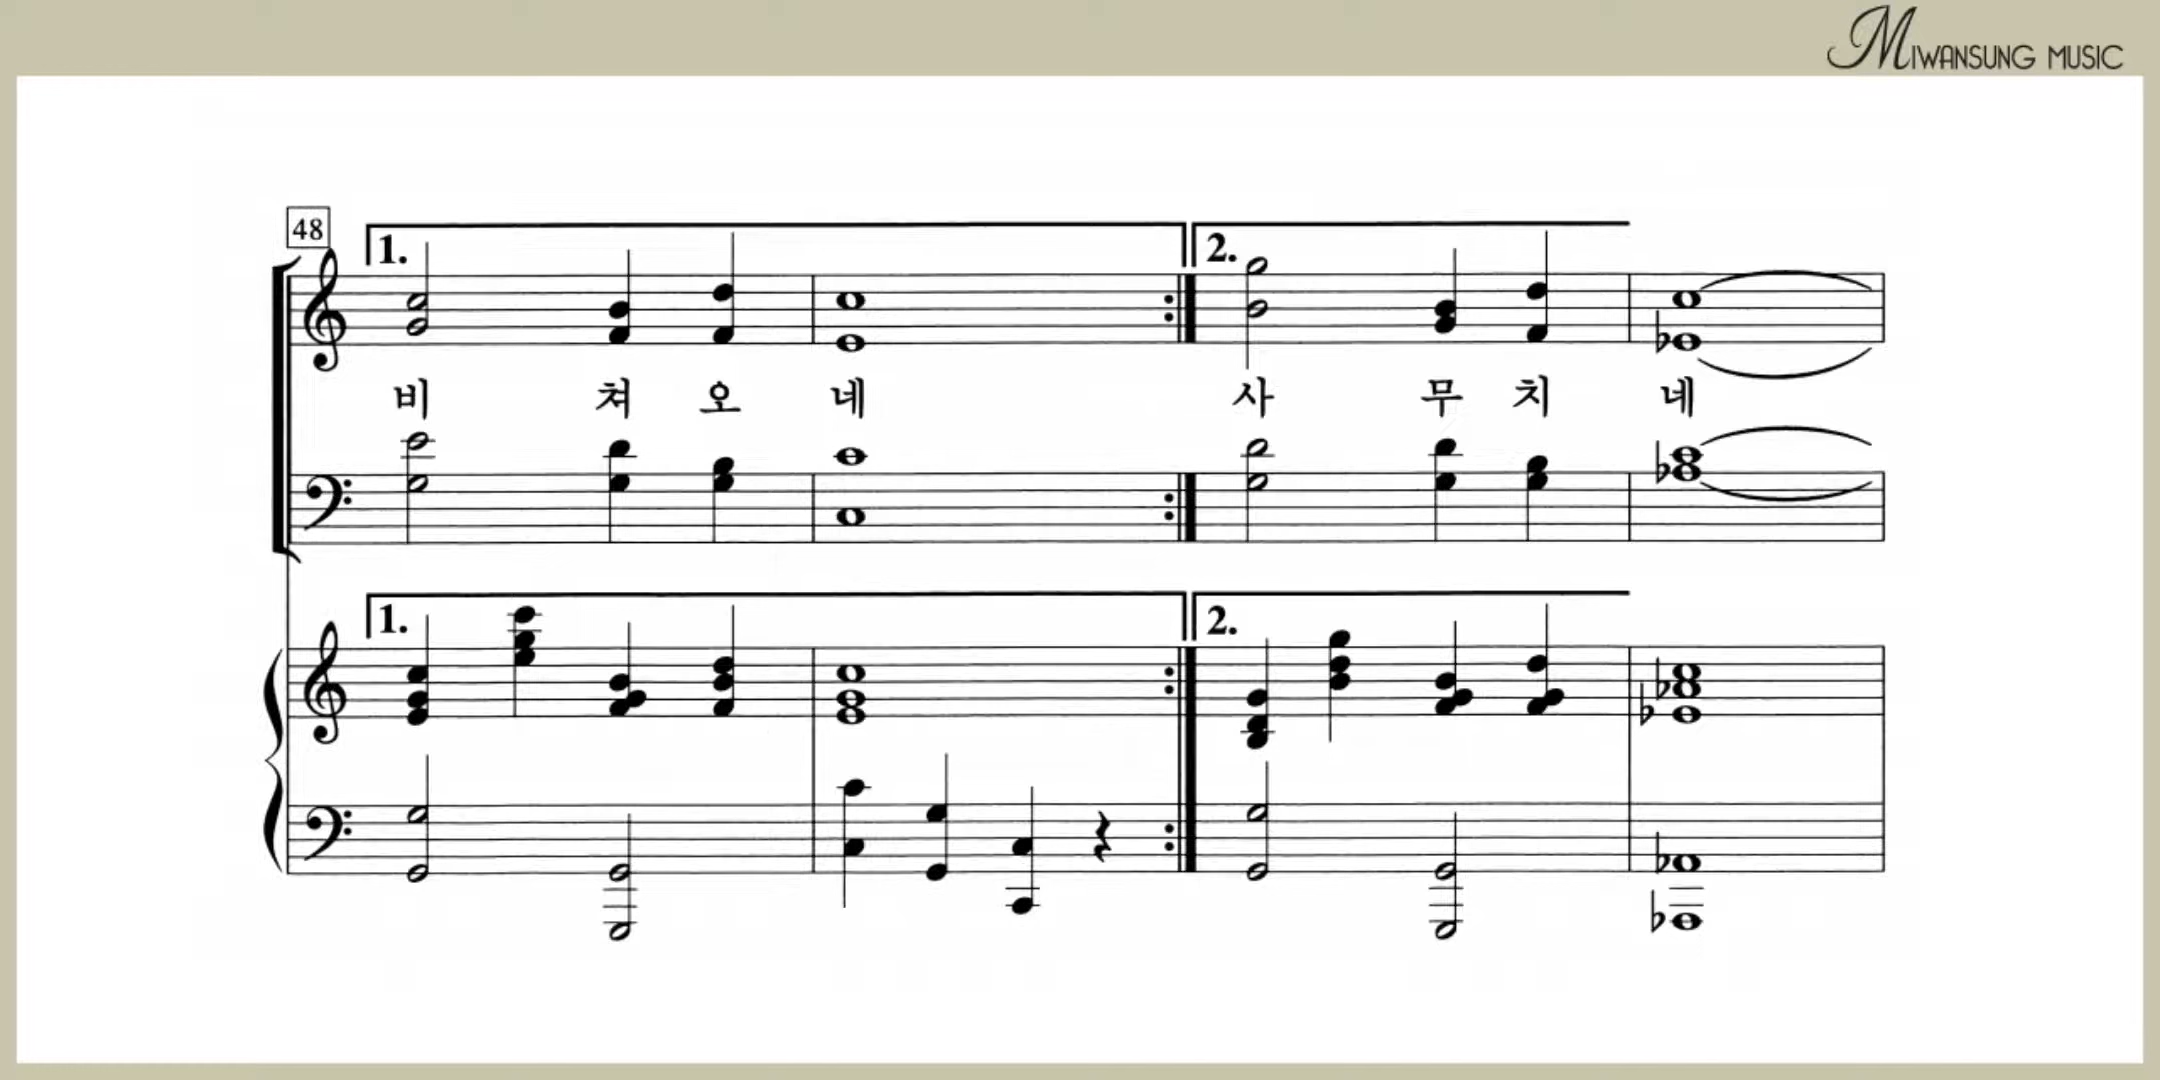 MIWANSUNG MUSIC
48
1. 2.
비 쳐 오 네 사 무 치 네
1. 2.